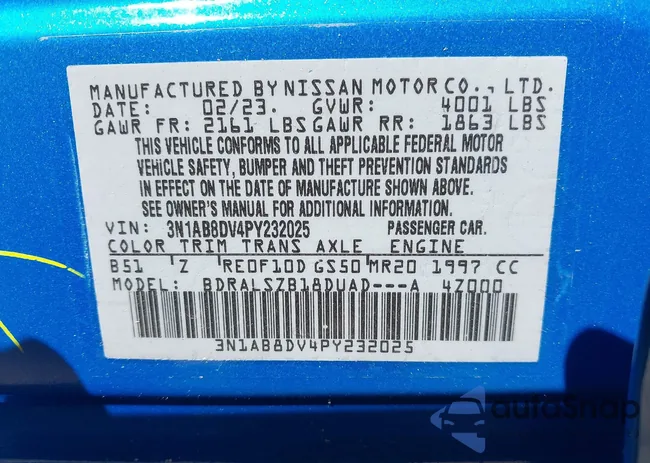 MANUFACTURED BY NISSAN MOTOR CO., LTD.
DATE: 02/23. GVWR: 4001 LBS
GAWR FR: 2161 LBS GAWR RR: 1863 LBS
THIS VEHICLE CONFORMS TO ALL APPLICABLE FEDERAL MOTOR
VEHICLE SAFETY, BUMPER AND THEFT PREVENTION STANDARDS
IN EFFECT ON THE DATE OF MANUFACTURE SHOWN ABOVE.
SEE OWNER'S MANUAL FOR ADDITIONAL INFORMATION.
VIN: 3N1AB8DV4PY232025 PASSENGER CAR.
COLOR TRIM TRANS AXLE ENGINE
B51 Z RE0F10D GS50 MR20 1997 CC
MODEL: BDRALSZB18DUAD---A 4Z000
3N1AB8DV4PY232025
autoSnap